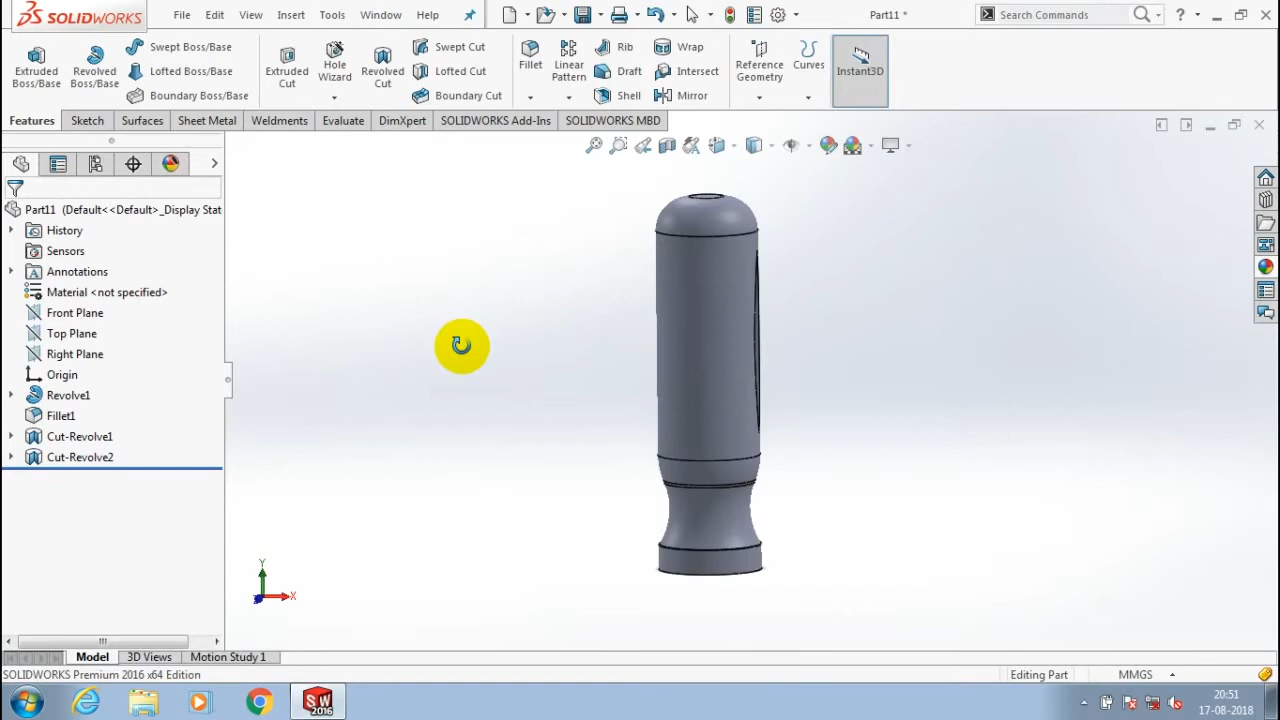 SOLIDWORKS File Edit View Insert Tools Window Help Part11 * Search Commands ?
Extruded Boss/Base
Revolved Boss/Base
Swept Boss/Base
Lofted Boss/Base
Boundary Boss/Base
Extruded Cut
Hole Wizard
Revolved Cut
Swept Cut
Lofted Cut
Boundary Cut
Fillet
Linear Pattern
Rib
Draft
Shell
Wrap
Intersect
Mirror
Reference Geometry
Curves
Instant3D
Features Sketch Surfaces Sheet Metal Weldments Evaluate DimXpert SOLIDWORKS Add-Ins SOLIDWORKS MBD
Part11 (Default<<Default>_Display Stat
History
Sensors
Annotations
Material <not specified>
Front Plane
Top Plane
Right Plane
Origin
Revolve1
Fillet1
Cut-Revolve1
Cut-Revolve2
Y
X
Model 3D Views Motion Study 1
SOLIDWORKS Premium 2016 x64 Edition Editing Part MMGS
SW
2016
20:51
17-08-2018